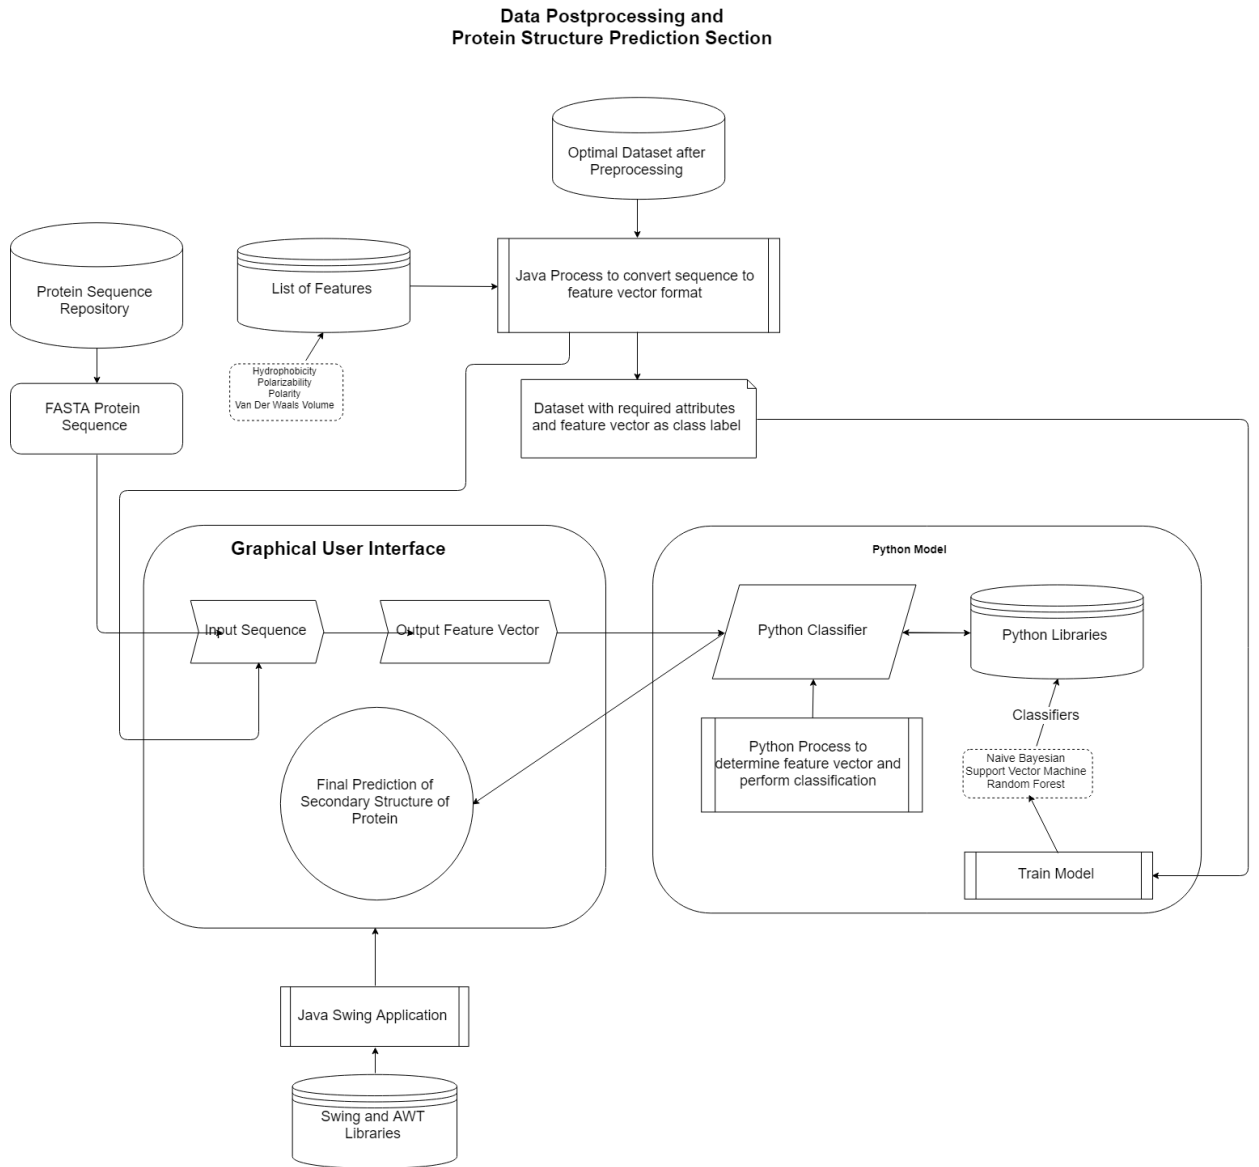 Data Postprocessing and
Protein Structure Prediction Section
Optimal Dataset after
Preprocessing
Protein Sequence
Repository
List of Features
Java Process to convert sequence to
feature vector format
Hydrophobicity
Polarizability
Polarity
Van Der Waals Volume
FASTA Protein
Sequence
Dataset with required attributes
and feature vector as class label
Graphical User Interface
Input Sequence
Output Feature Vector
Final Prediction of
Secondary Structure of
Protein
Python Model
Python Classifier
Python Libraries
Classifiers
Python Process to
determine feature vector and
perform classification
Naive Bayesian
Support Vector Machine
Random Forest
Train Model
Java Swing Application
Swing and AWT
Libraries